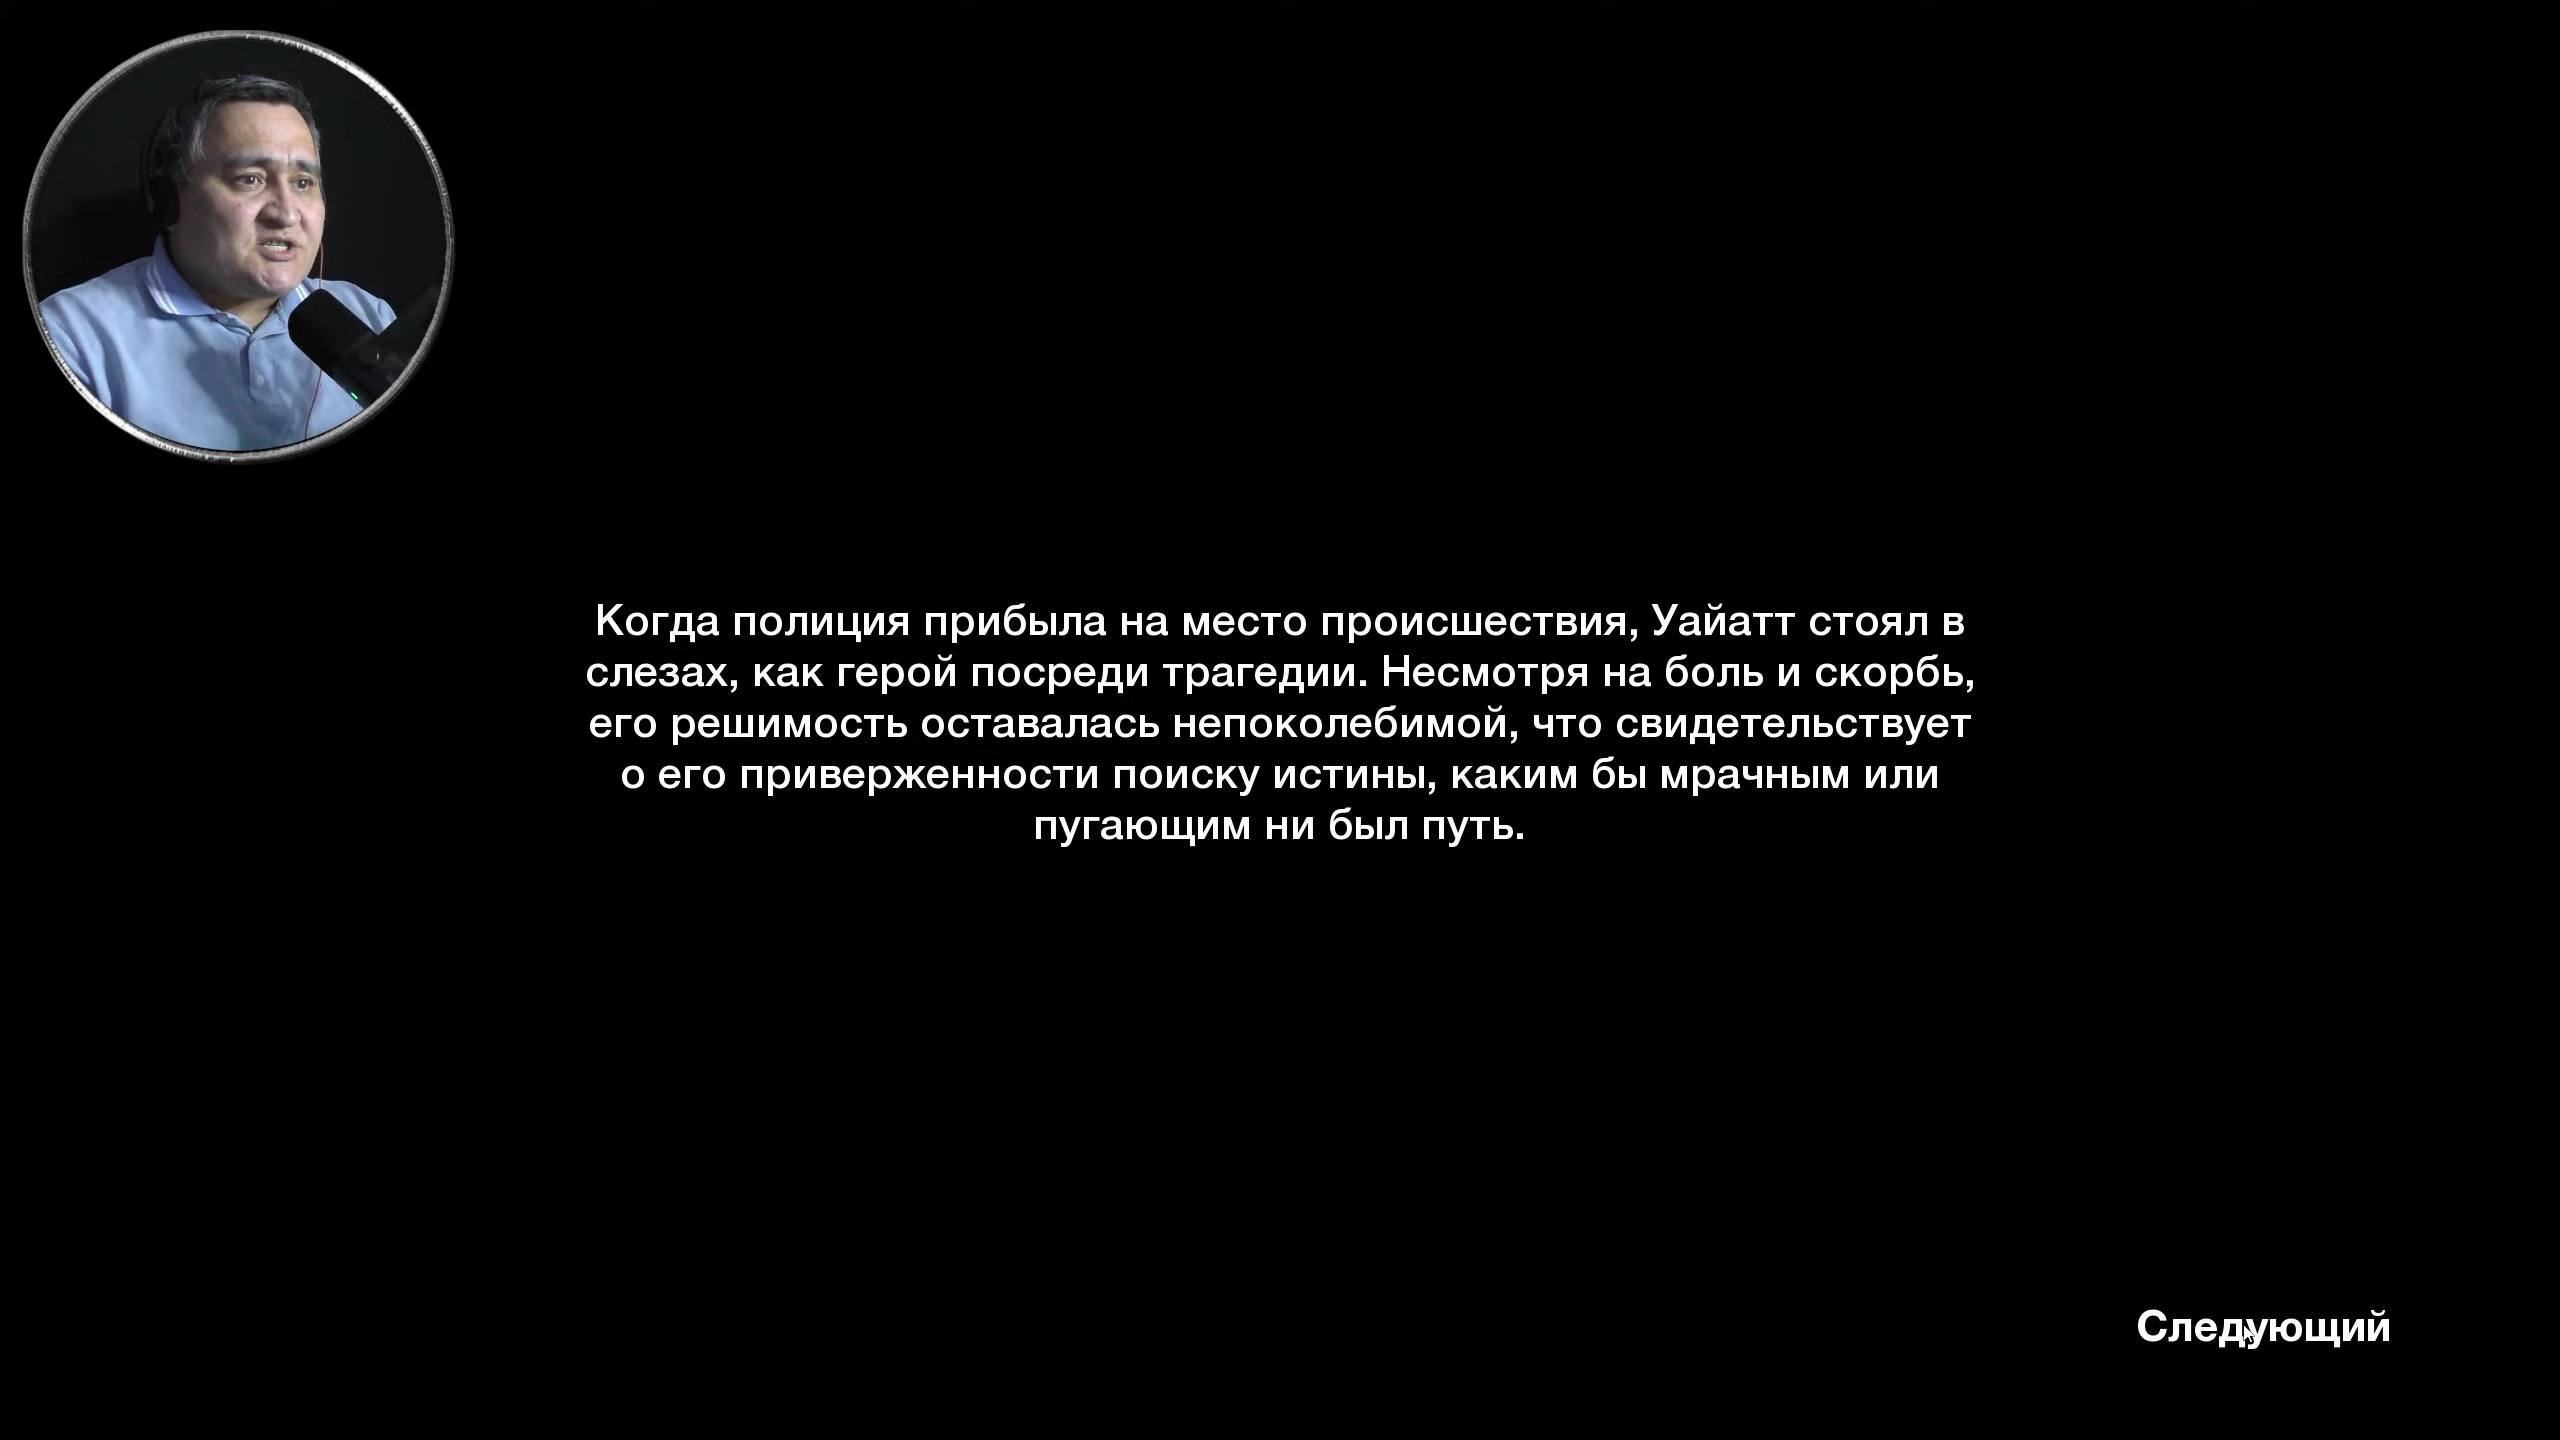 Когда полиция прибыла на место происшествия, Уайатт стоял в
слезах, как герой посреди трагедии. Несмотря на боль и скорбь,
его решимость оставалась непоколебимой, что свидетельствует
о его приверженности поиску истины, каким бы мрачным или
пугающим ни был путь.
Следующий